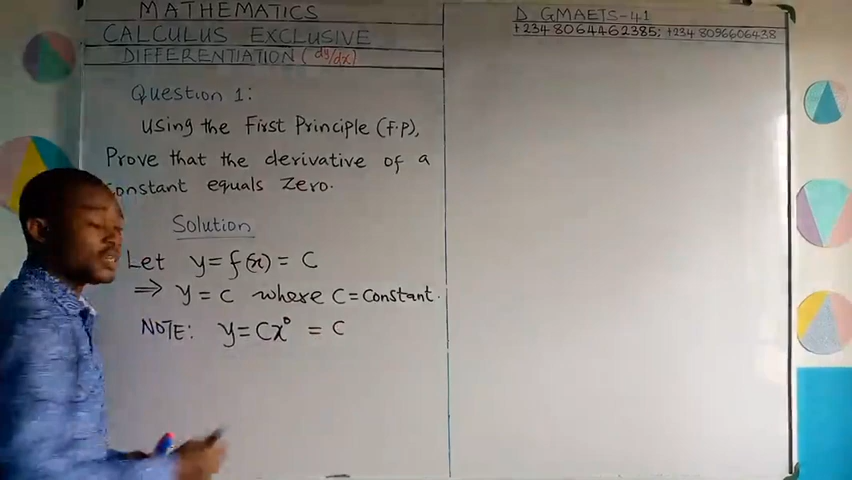 MATHEMATICS
CALCULUS EXCLUSIVE
DIFFERENTIATION (dy/dx)
Question 1:
Using the First Principle (F.P),
Prove that the derivative of a
Constant equals Zero.
Solution
Let y = f(x) = C
⇒ y = C where C = Constant.
NOTE: y = Cx⁰ = C
D GMAETS-41
+234 8064462385; +234 8096606438